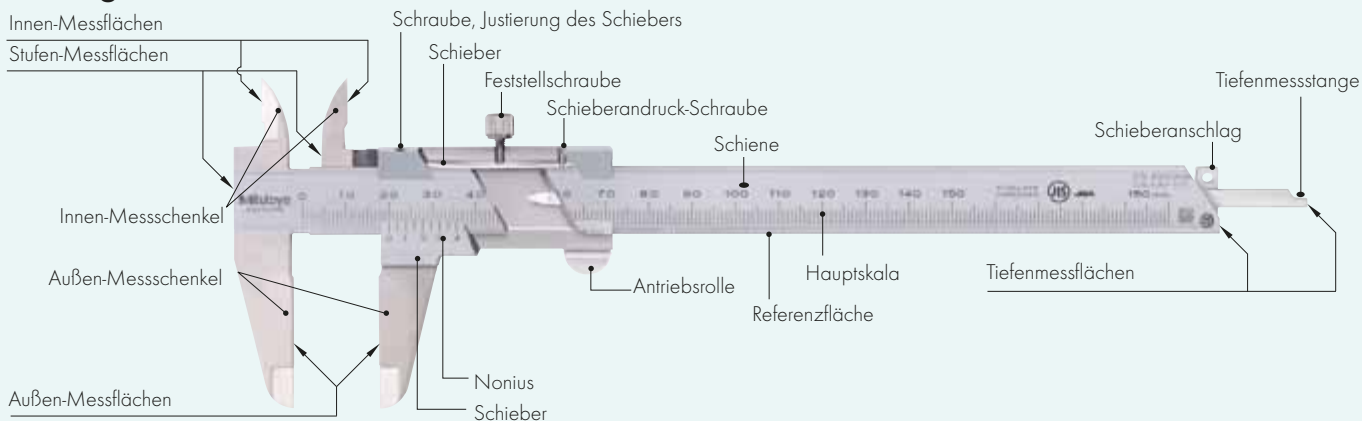 Innen-Messflächen
Stufen-Messflächen
Schraube, Justierung des Schiebers
Schieber
Feststellschraube
Schieberandruck-Schraube
Schiene
Tiefenmessstange
Schieberanschlag
Mitutoyo
0 10 20 30 40 60 70 80 90 100 110 120 130 140 150
Innen-Messschenkel
Außen-Messschenkel
Antriebsrolle
Hauptskala
Referenzfläche
Tiefenmessflächen
Nonius
Schieber
Außen-Messflächen